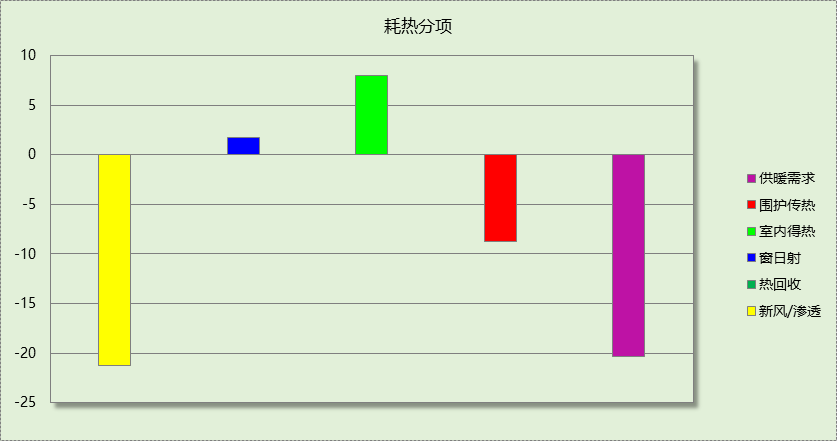 耗热分项
10
5
0
-5
-10
-15
-20
-25
供暖需求
围护传热
室内得热
窗日射
热回收
新风/渗透